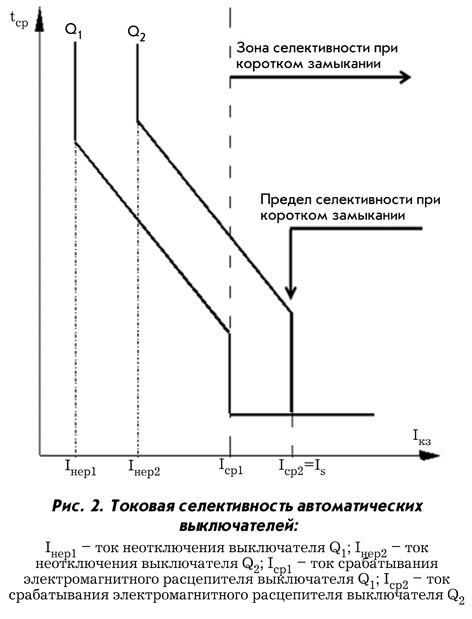 tср
Q1
Q2
Зона селективности при
коротком замыкании
Предел селективности при
коротком замыкании
Iкз
Iнер1
Iнер2
Iср1
Iср2=Is
Рис. 2. Токовая селективность автоматических
выключателей:
Iнер1 – ток неотключения выключателя Q1; Iнер2 – ток
неотключения выключателя Q2; Iср1 – ток срабатывания
электромагнитного расцепителя выключателя Q1; Iср2 – ток
срабатывания электромагнитного расцепителя выключателя Q2